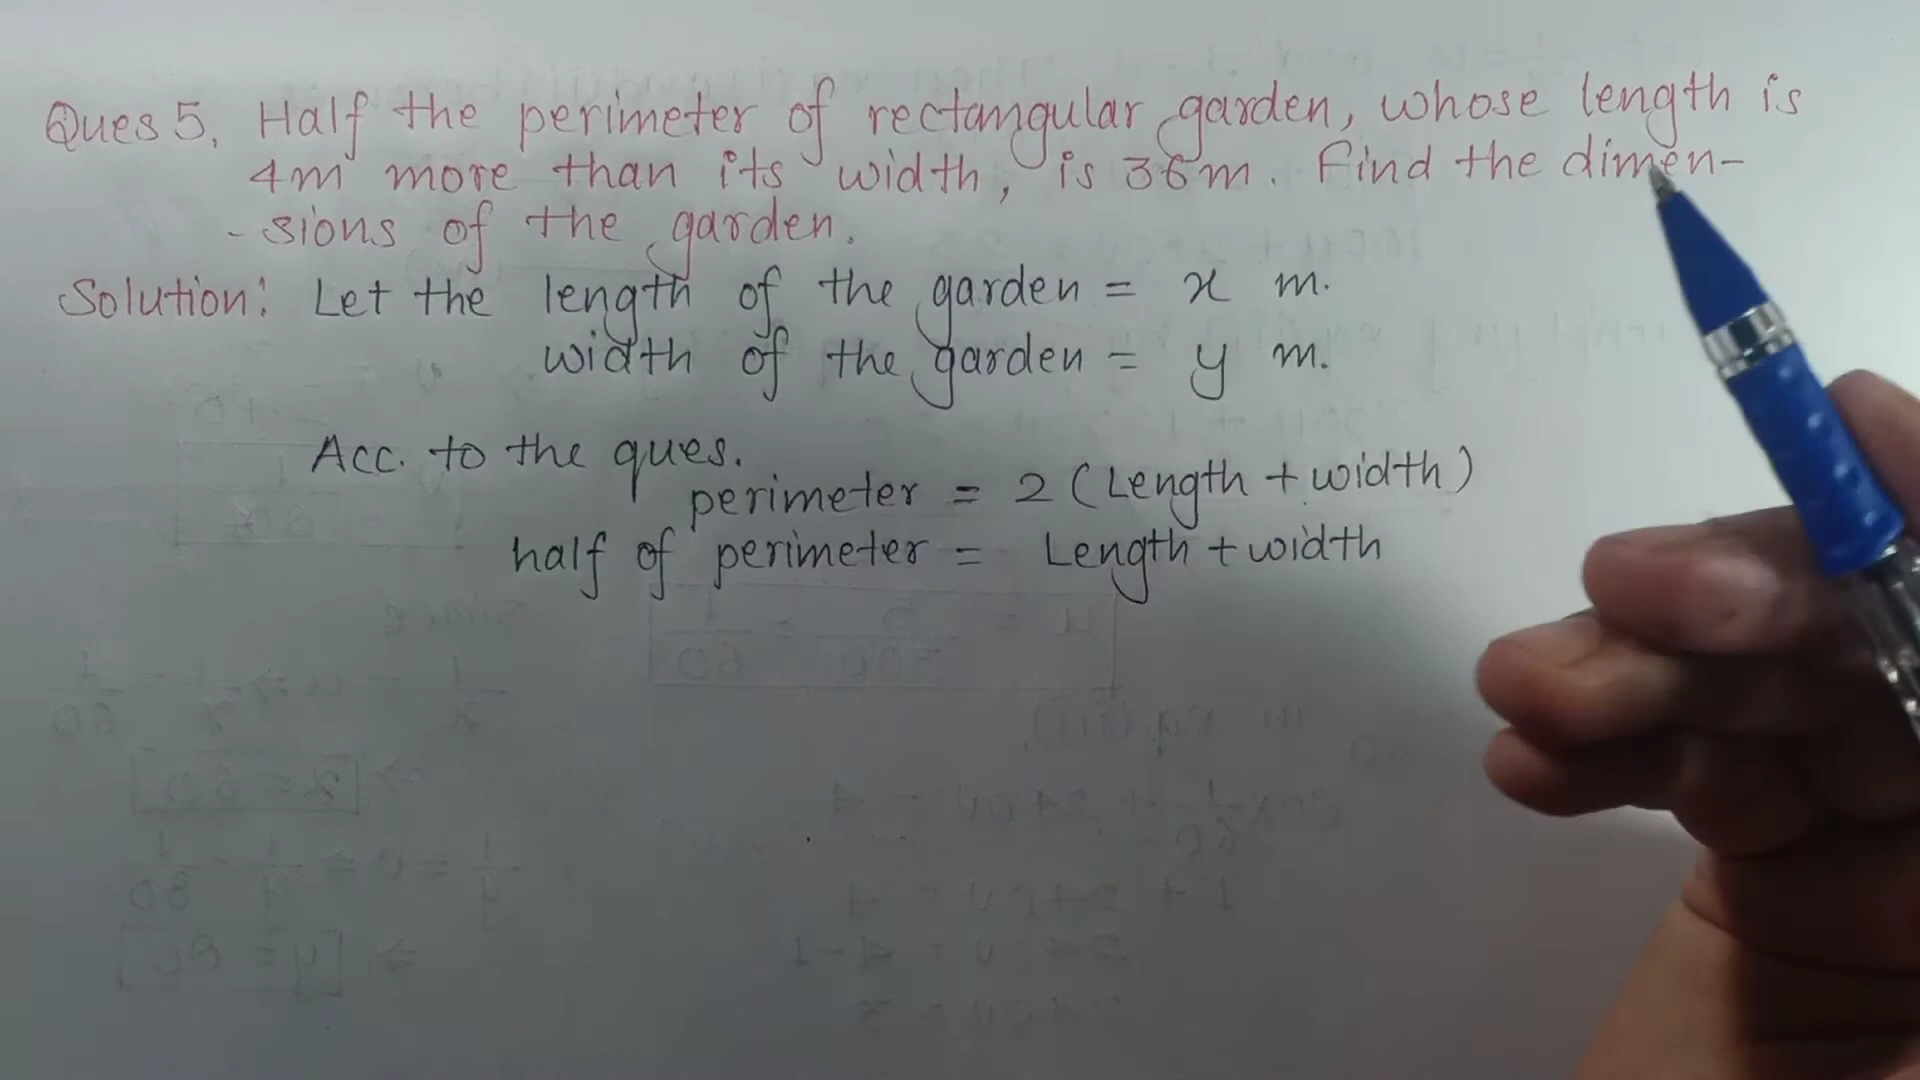 Ques 5. Half the perimeter of rectangular garden, whose length is
4m more than its width, is 36m. Find the dimen-
-sions of the garden.
Solution: Let the length of the garden = x m.
width of the garden = y m.
Acc. to the ques.
perimeter = 2 (Length + width)
half of perimeter = Length + width